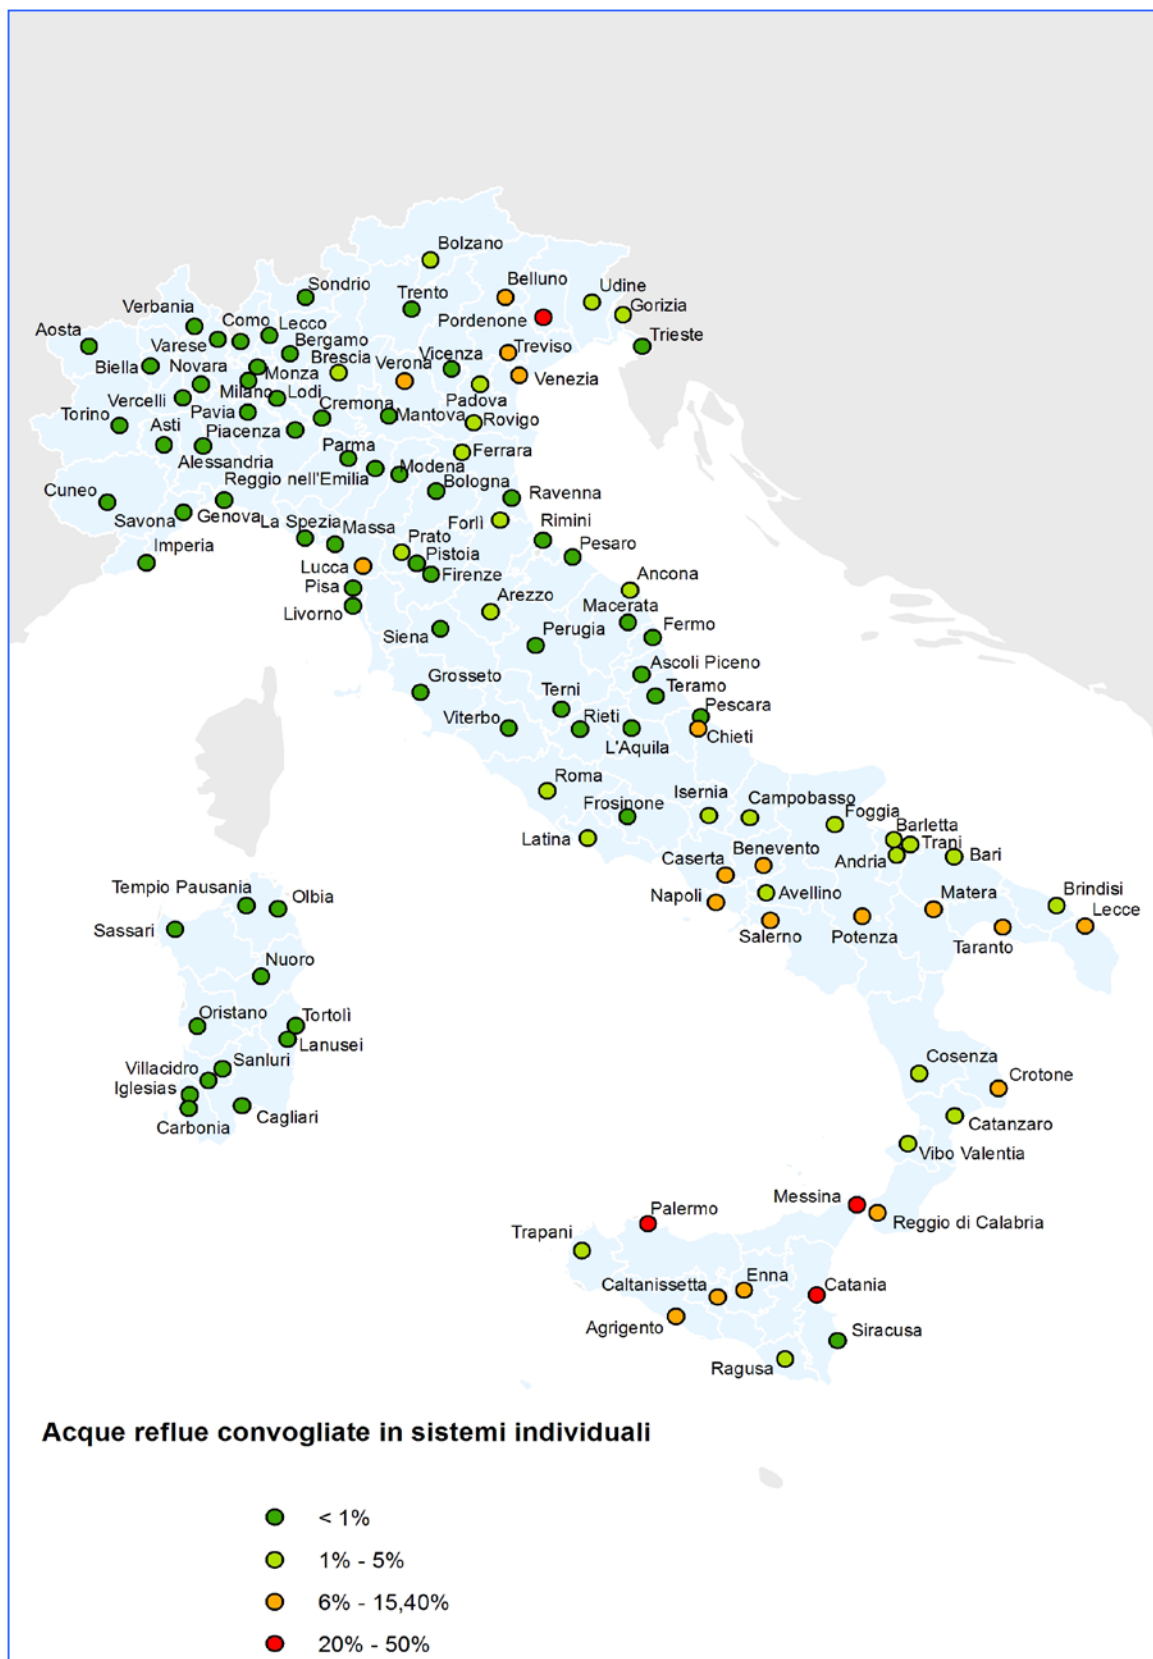 Bolzano
Belluno
Sondrio
Udine
Trento
Verbania
Gorizia
Pordenone
Como
Lecco
Aosta
Trieste
Varese
Bergamo
Treviso
Vicenza
Brescia
Verona
Biella
Novara
Monza
Venezia
Milano
Lodi
Vercelli
Padova
Cremona
Torino
Pavia
Mantova
Rovigo
Asti
Piacenza
Parma
Ferrara
Alessandria
Modena
Reggio nell'Emilia
Bologna
Cuneo
Ravenna
Savona
Genova
La Spezia
Massa
Forlì
Rimini
Prato
Imperia
Pistoia
Pesaro
Lucca
Firenze
Ancona
Pisa
Arezzo
Macerata
Livorno
Fermo
Siena
Perugia
Ascoli Piceno
Grosseto
Terni
Teramo
Pescara
Viterbo
Rieti
Chieti
L'Aquila
Roma
Isernia
Campobasso
Frosinone
Foggia
Barletta
Latina
Trani
Benevento
Caserta
Andria
Bari
Tempio Pausania
Olbia
Napoli
Avellino
Matera
Brindisi
Lecce
Sassari
Salerno
Potenza
Taranto
Nuoro
Oristano
Tortolì
Lanusei
Sanluri
Villacidro
Cosenza
Iglesias
Crotone
Cagliari
Carbonia
Catanzaro
Vibo Valentia
Messina
Palermo
Reggio di Calabria
Trapani
Enna
Caltanissetta
Catania
Agrigento
Siracusa
Ragusa
Acque reflue convogliate in sistemi individuali
< 1%
1% - 5%
6% - 15,40%
20% - 50%